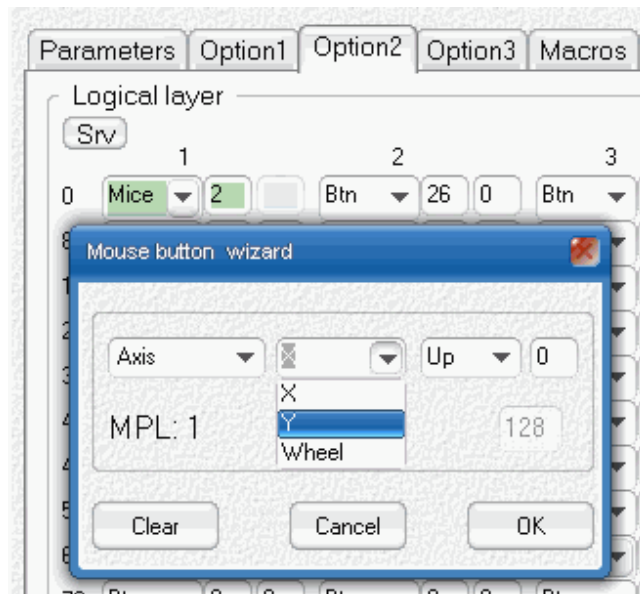 Parameters Option1 Option2 Option3 Macros
Logical layer
Srv
1 2 3
0 Mice 2 Btn 26 0 Btn
Mouse button wizard
Axis Up 0
X
MPL: 1 Y 128
Wheel
Clear Cancel OK